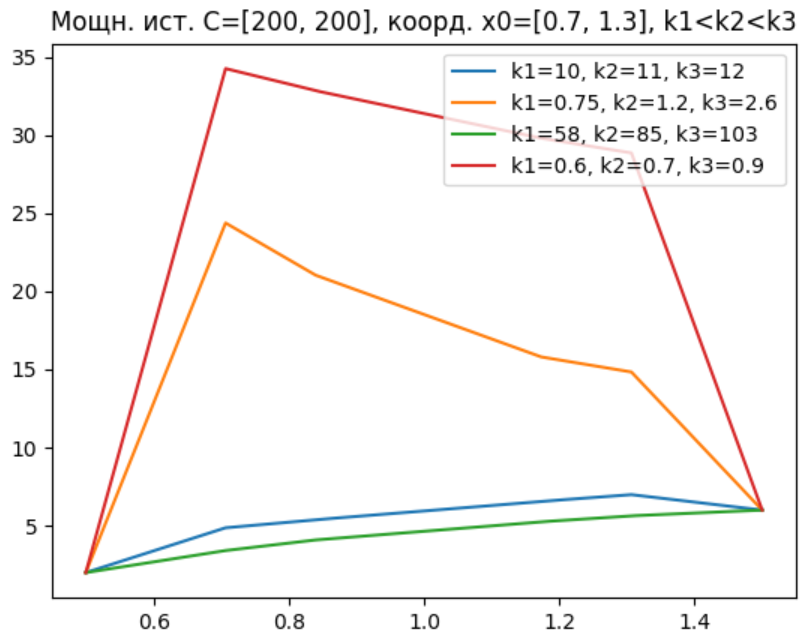 Мощн. ист. C=[200, 200], коорд. x0=[0.7, 1.3], k1<k2<k3
35
30
25
20
15
10
5
k1=10, k2=11, k3=12
k1=0.75, k2=1.2, k3=2.6
k1=58, k2=85, k3=103
k1=0.6, k2=0.7, k3=0.9
0.6 0.8 1.0 1.2 1.4